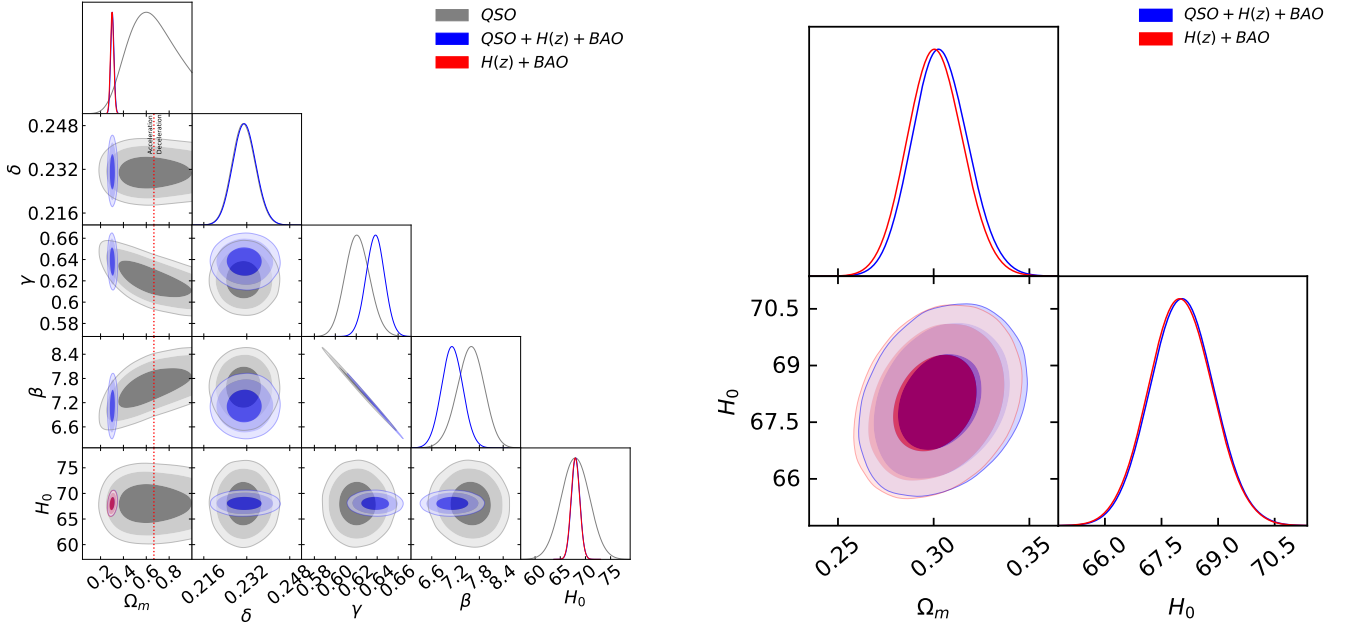 QSO
QSO + H(z) + BAO
H(z) + BAO
QSO + H(z) + BAO
H(z) + BAO
Acceleration
Deceleration
0.248
0.232
0.216
δ
0.66
0.64
0.62
0.6
0.58
γ
8.4
7.8
7.2
6.6
β
75
70
65
60
H₀
0.2 0.4 0.6 0.8
Ωₘ
0.216 0.232 0.248
δ
0.58 0.60 0.62 0.64 0.66
γ
6.6 7.2 7.8 8.4
β
60 65 70 75
H₀
70.5
69
67.5
66
H₀
0.25 0.30 0.35
Ωₘ
66.0 67.5 69.0 70.5
H₀